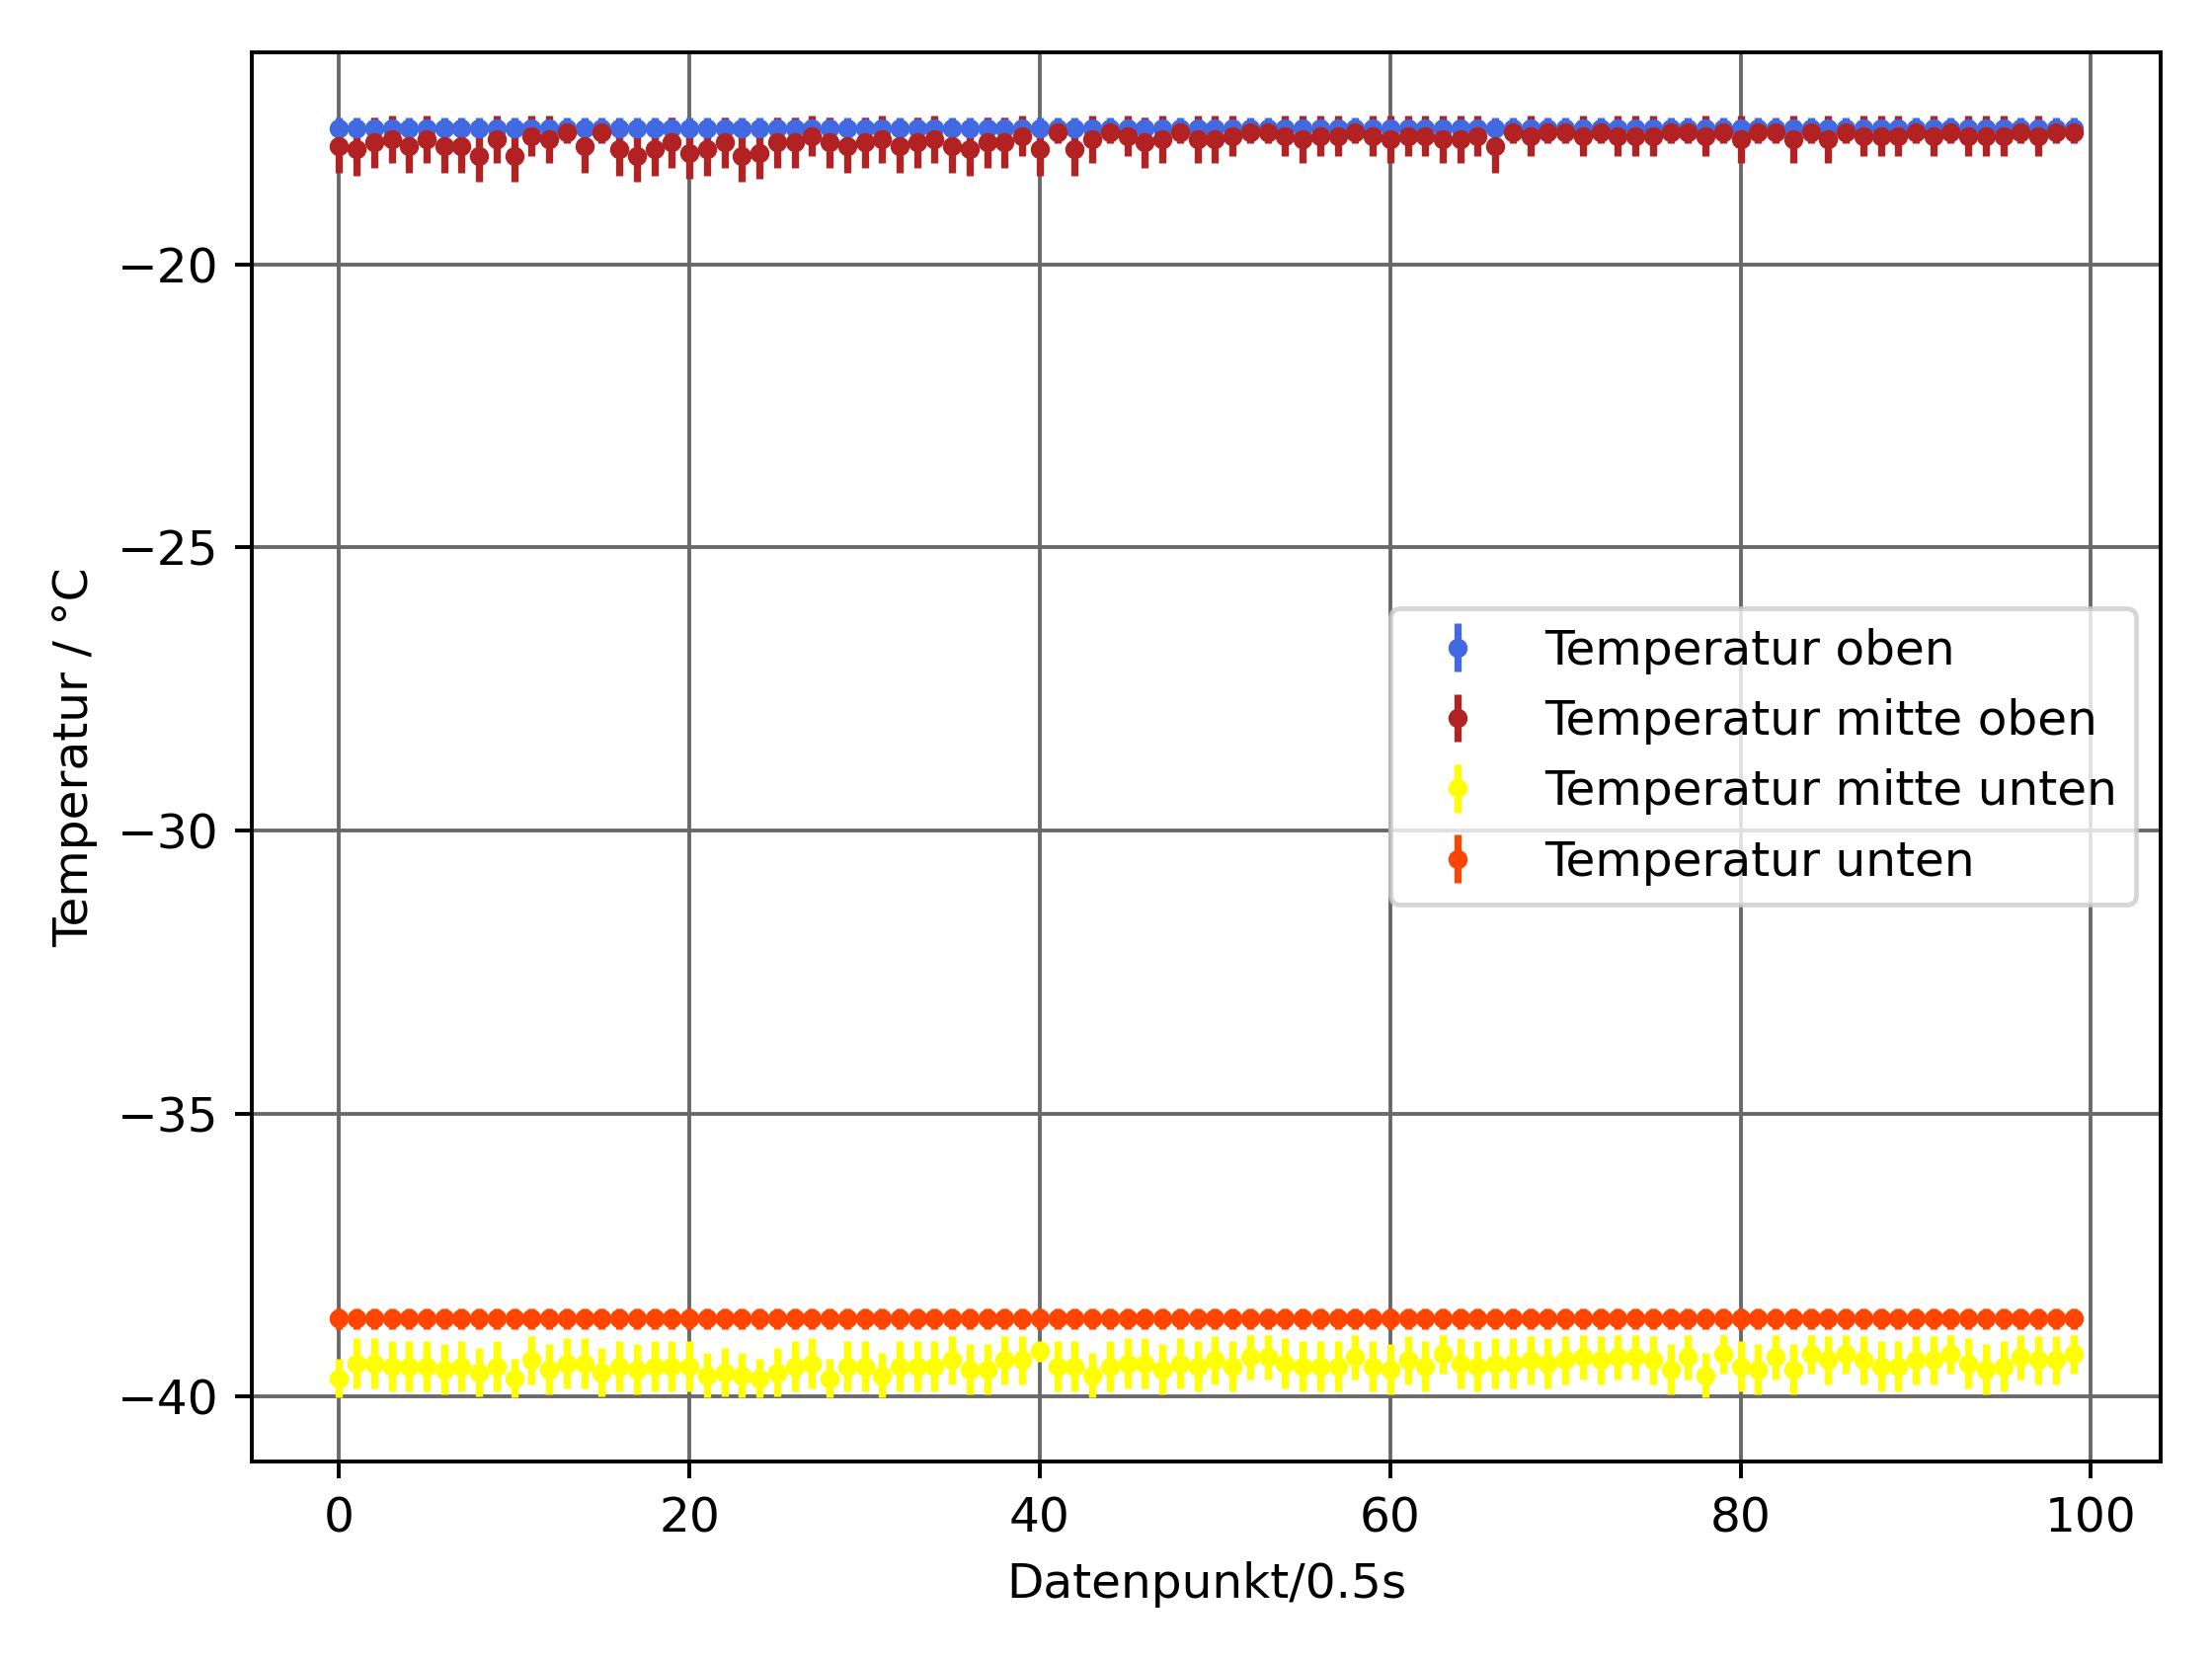 −20
−25
−30
−35
−40
Temperatur / °C
Temperatur oben
Temperatur mitte oben
Temperatur mitte unten
Temperatur unten
0 20 40 60 80 100
Datenpunkt/0.5s